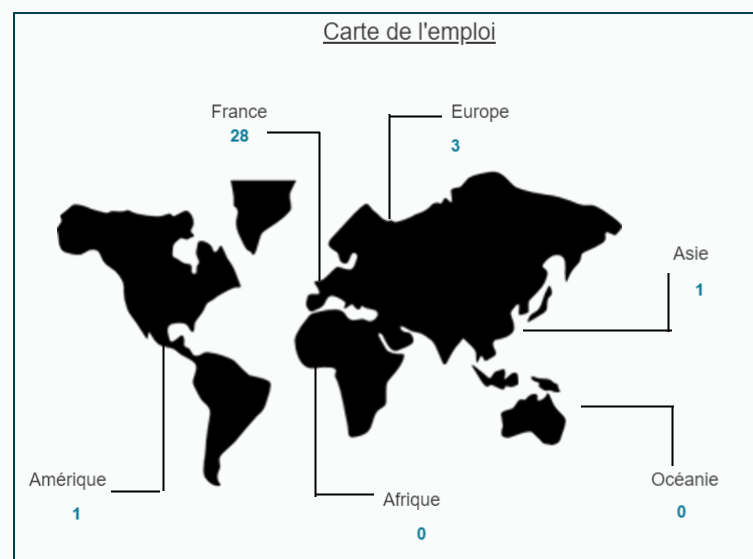 Carte de l'emploi
France
28
Europe
3
Asie
1
Amérique
1
Afrique
0
Océanie
0